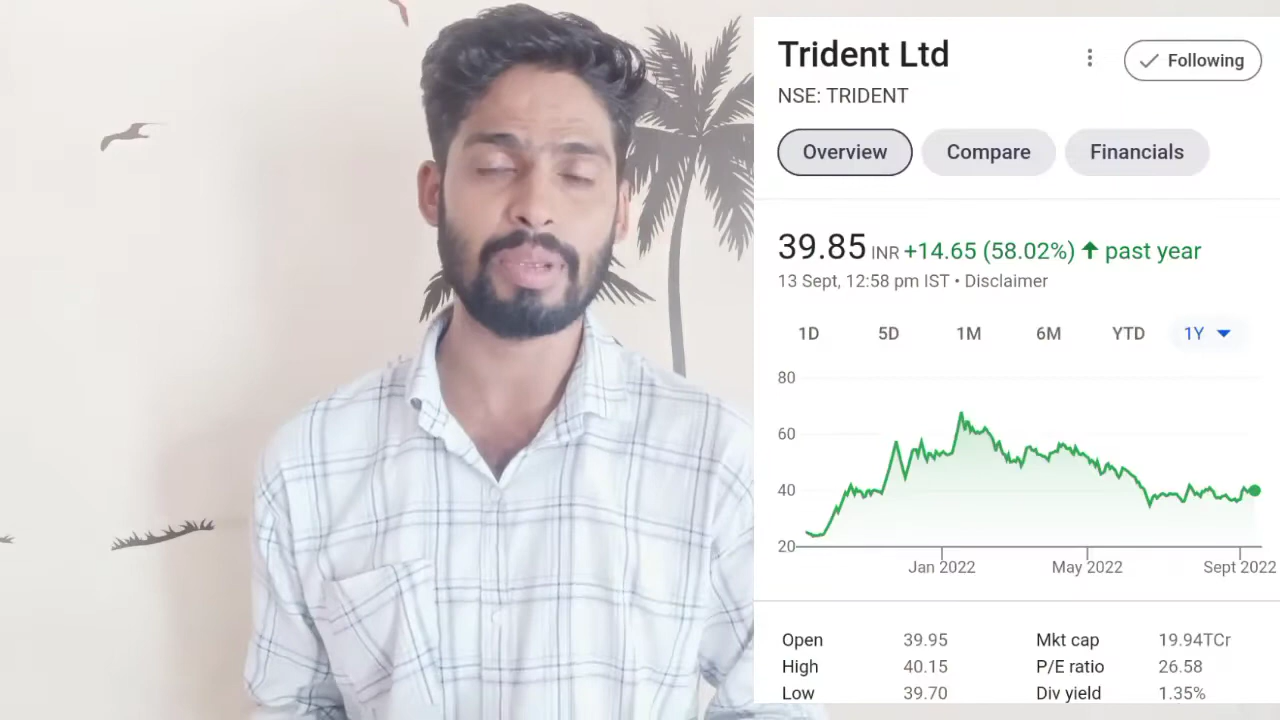 Trident Ltd
Following
NSE: TRIDENT
Overview Compare Financials
39.85 INR +14.65 (58.02%) past year
13 Sept, 12:58 pm IST • Disclaimer
1D 5D 1M 6M YTD 1Y
80
60
40
20
Jan 2022 May 2022 Sept 2022
Open 39.95 Mkt cap 19.94TCr
High 40.15 P/E ratio 26.58
Low 39.70 Div yield 1.35%